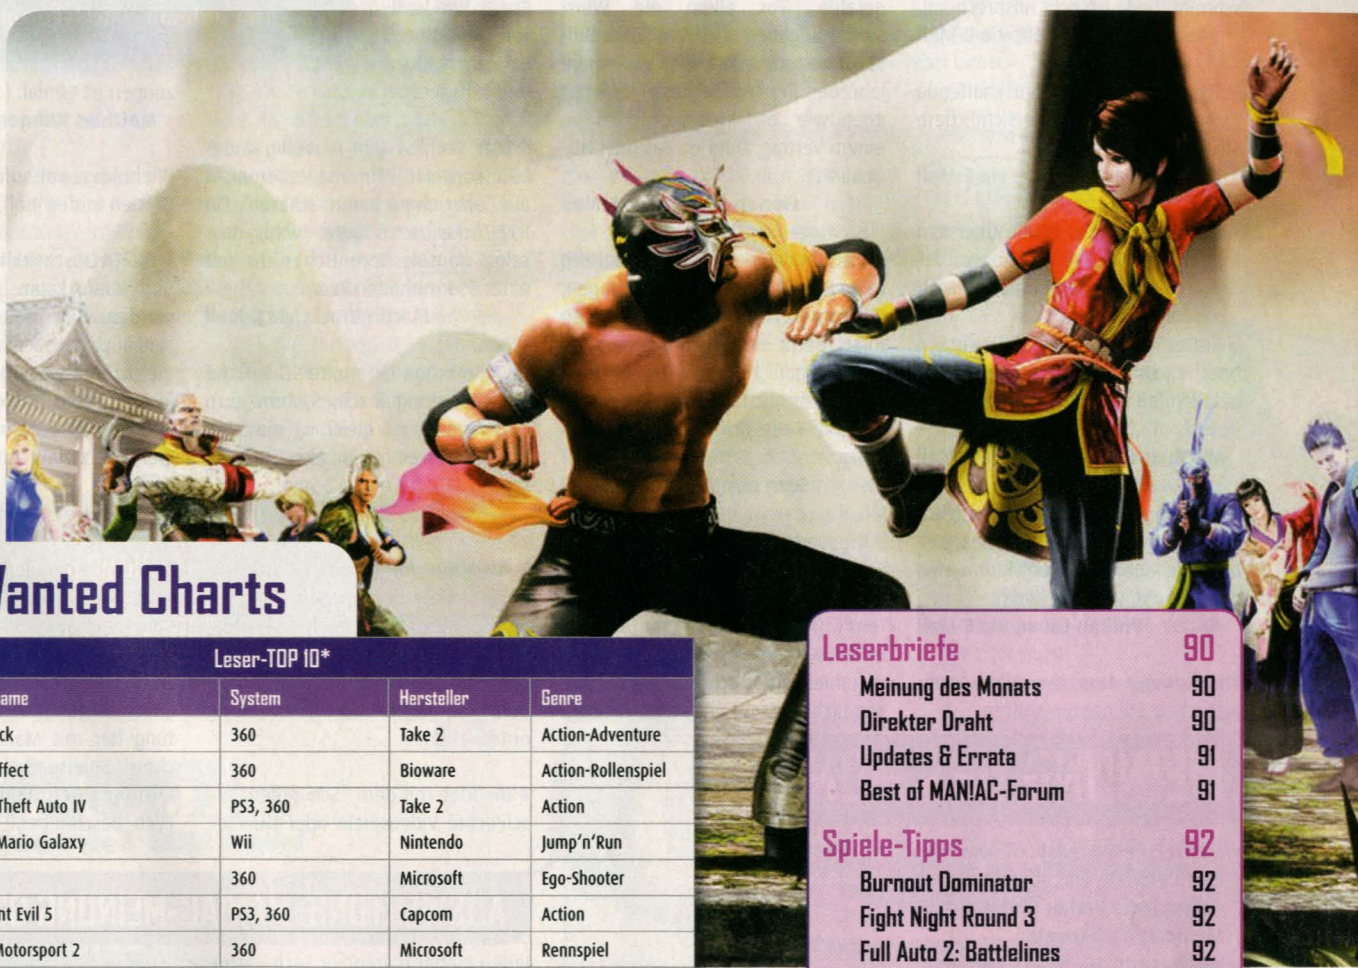 anted Charts
Leser-TOP 10*
ame System Hersteller Genre
ck 360 Take 2 Action-Adventure
ffect 360 Bioware Action-Rollenspiel
Theft Auto IV PS3, 360 Take 2 Action
Mario Galaxy Wii Nintendo Jump'n'Run
360 Microsoft Ego-Shooter
nt Evil 5 PS3, 360 Capcom Action
Motorsport 2 360 Microsoft Rennspiel
Leserbriefe 90
Meinung des Monats 90
Direkter Draht 90
Updates & Errata 91
Best of MAN!AC-Forum 91
Spiele-Tipps 92
Burnout Dominator 92
Fight Night Round 3 92
Full Auto 2: Battlelines 92